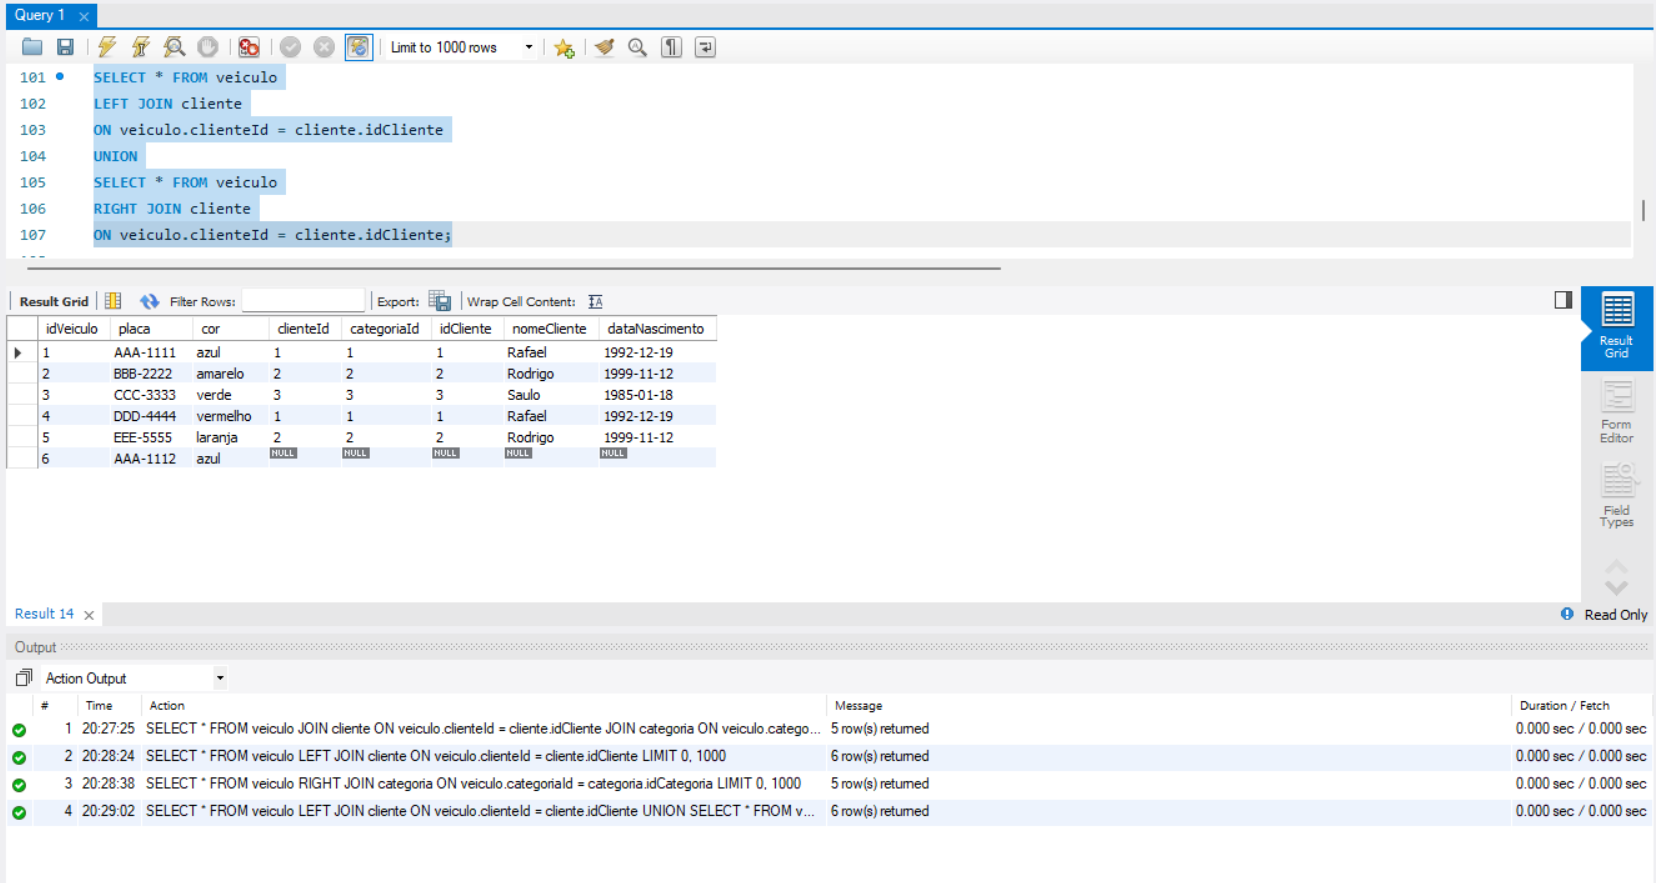 Query 1
Limit to 1000 rows
101 SELECT * FROM veiculo
102 LEFT JOIN cliente
103 ON veiculo.clienteId = cliente.idCliente
104 UNION
105 SELECT * FROM veiculo
106 RIGHT JOIN cliente
107 ON veiculo.clienteId = cliente.idCliente;
Result Grid Filter Rows: Export: Wrap Cell Content:
idVeiculo placa cor clienteId categoriaId idCliente nomeCliente dataNascimento
1 AAA-1111 azul 1 1 1 Rafael 1992-12-19
2 BBB-2222 amarelo 2 2 2 Rodrigo 1999-11-12
3 CCC-3333 verde 3 3 3 Saulo 1985-01-18
4 DDD-4444 vermelho 1 1 1 Rafael 1992-12-19
5 EEE-5555 laranja 2 2 2 Rodrigo 1999-11-12
6 AAA-1112 azul NULL NULL NULL NULL NULL
Result
Grid
Form
Editor
Field
Types
Result 14 Read Only
Output
Action Output
# Time Action Message Duration / Fetch
1 20:27:25 SELECT * FROM veiculo JOIN cliente ON veiculo.clienteId = cliente.idCliente JOIN categoria ON veiculo.catego... 5 row(s) returned 0.000 sec / 0.000 sec
2 20:28:24 SELECT * FROM veiculo LEFT JOIN cliente ON veiculo.clienteId = cliente.idCliente LIMIT 0, 1000 6 row(s) returned 0.000 sec / 0.000 sec
3 20:28:38 SELECT * FROM veiculo RIGHT JOIN categoria ON veiculo.categoriaId = categoria.idCategoria LIMIT 0, 1000 5 row(s) returned 0.000 sec / 0.000 sec
4 20:29:02 SELECT * FROM veiculo LEFT JOIN cliente ON veiculo.clienteId = cliente.idCliente UNION SELECT * FROM v... 6 row(s) returned 0.000 sec / 0.000 sec